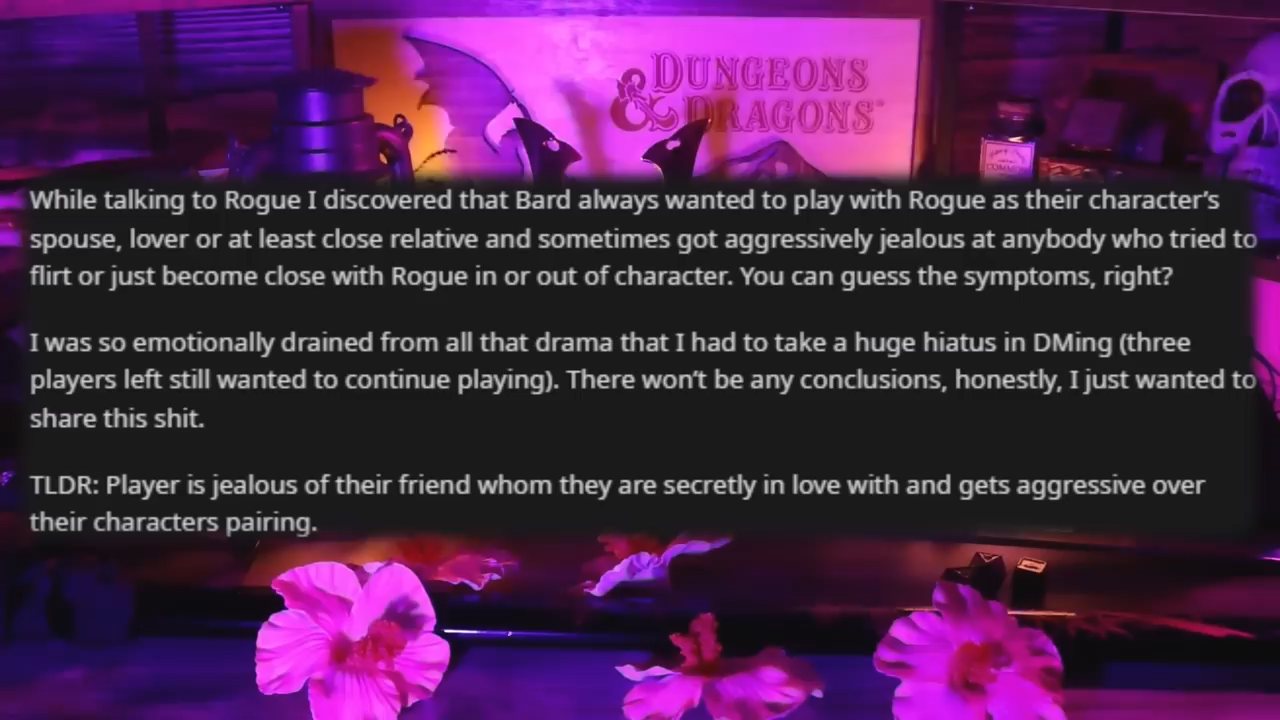 DUNGEONS
& DRAGONS
While talking to Rogue I discovered that Bard always wanted to play with Rogue as their character's
spouse, lover or at least close relative and sometimes got aggressively jealous at anybody who tried to
flirt or just become close with Rogue in or out of character. You can guess the symptoms, right?
I was so emotionally drained from all that drama that I had to take a huge hiatus in DMing (three
players left still wanted to continue playing). There won't be any conclusions, honestly, I just wanted to
share this shit.
TLDR: Player is jealous of their friend whom they are secretly in love with and gets aggressive over
their characters pairing.